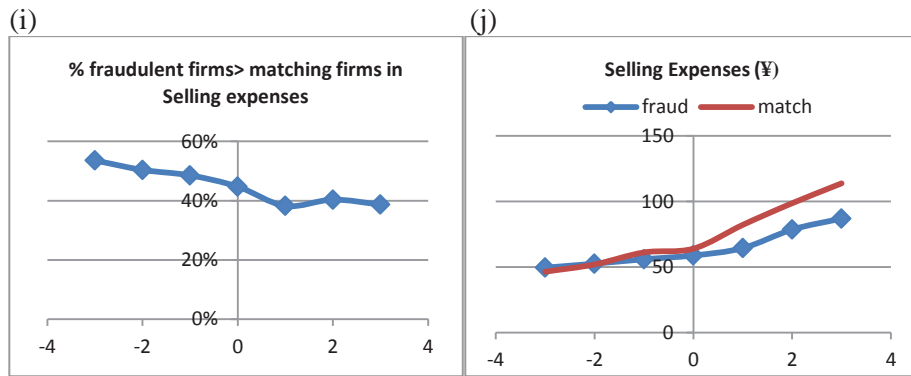 (i)
% fraudulent firms> matching firms in
Selling expenses
60%
40%
20%
0%
-4 -2 0 2 4
(j)
Selling Expenses (¥)
fraud match
150
100
50
0
-4 -2 0 2 4